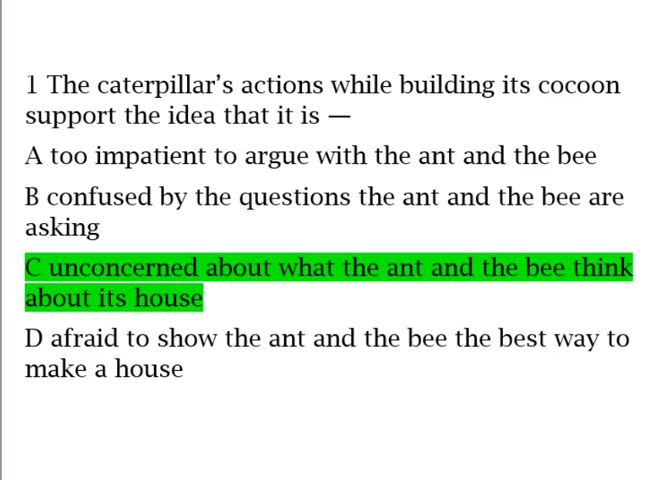 1 The caterpillar’s actions while building its cocoon
support the idea that it is —
A too impatient to argue with the ant and the bee
B confused by the questions the ant and the bee are
asking
C unconcerned about what the ant and the bee think
about its house
D afraid to show the ant and the bee the best way to
make a house